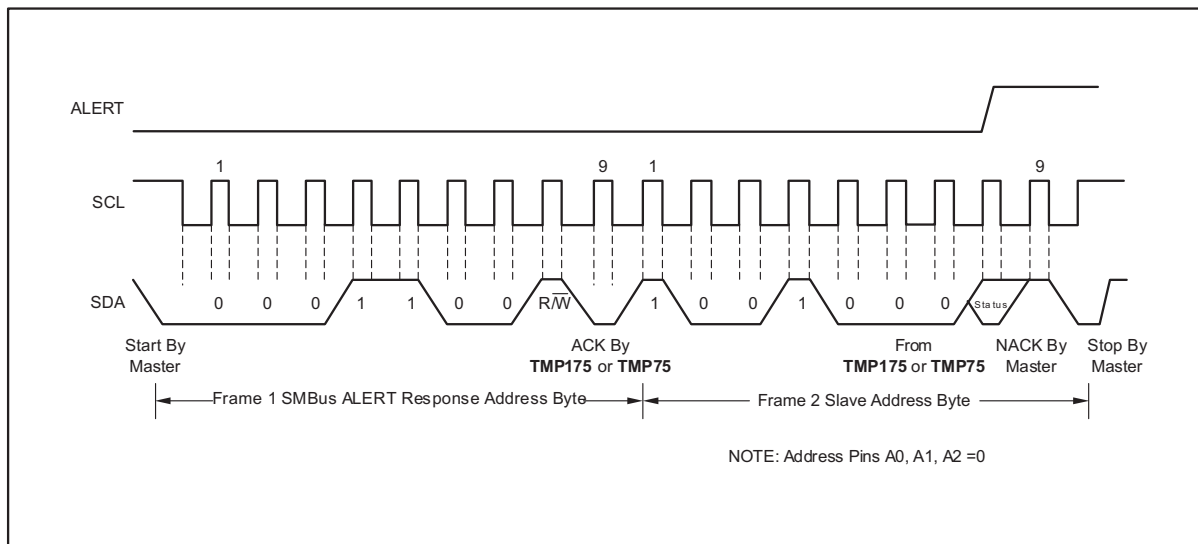 ALERT
1 9 1 9
SCL
SDA
0 0 0 1 1 0 0 R/W̅ 1 0 0 1 0 0 0 Status
Start By
Master
ACK By
TMP175 or TMP75
From
TMP175 or TMP75
NACK By
Master
Stop By
Master
Frame 1 SMBus ALERT Response Address Byte
Frame 2 Slave Address Byte
NOTE: Address Pins A0, A1, A2 =0